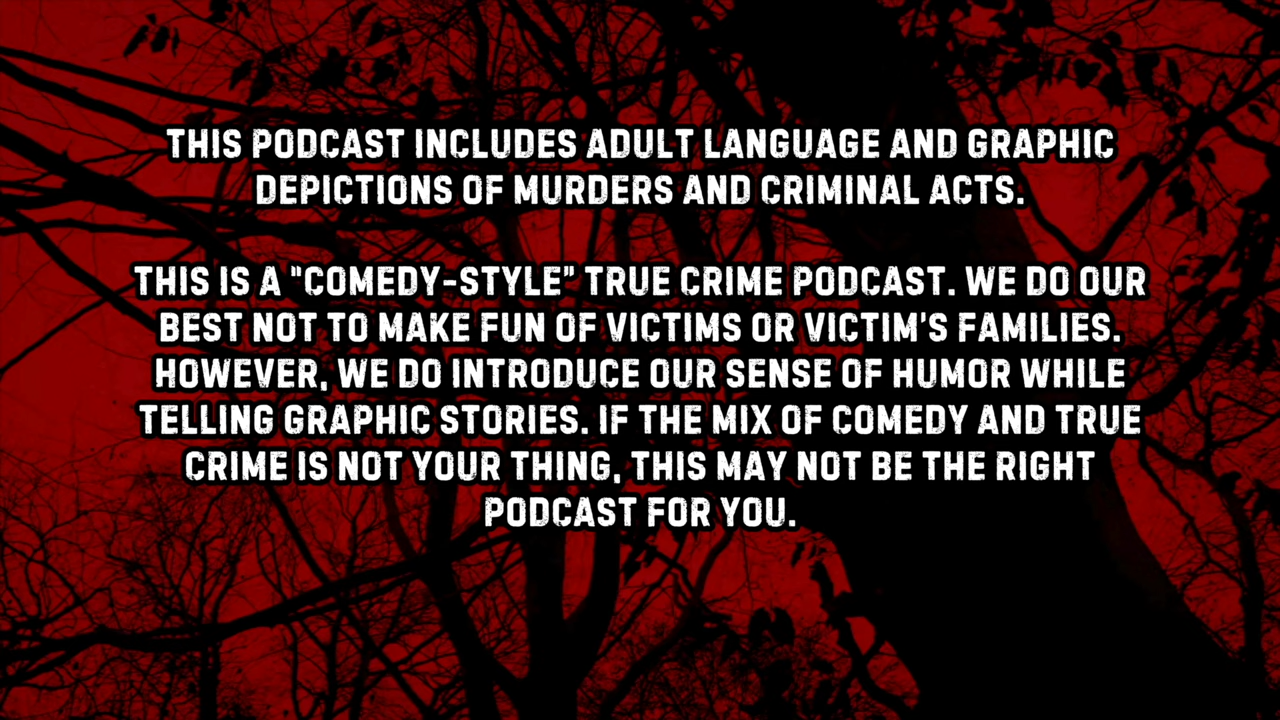 THIS PODCAST INCLUDES ADULT LANGUAGE AND GRAPHIC
DEPICTIONS OF MURDERS AND CRIMINAL ACTS.
THIS IS A "COMEDY-STYLE" TRUE CRIME PODCAST. WE DO OUR
BEST NOT TO MAKE FUN OF VICTIMS OR VICTIM'S FAMILIES.
HOWEVER, WE DO INTRODUCE OUR SENSE OF HUMOR WHILE
TELLING GRAPHIC STORIES. IF THE MIX OF COMEDY AND TRUE
CRIME IS NOT YOUR THING, THIS MAY NOT BE THE RIGHT
PODCAST FOR YOU.